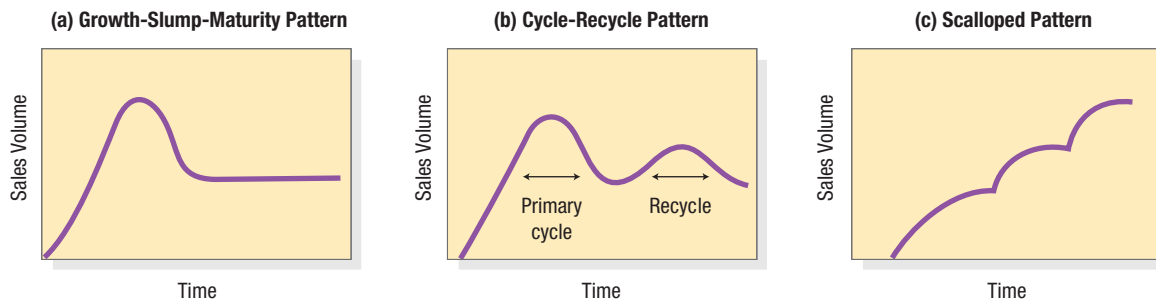 (a) Growth-Slump-Maturity Pattern
Sales Volume
Time
(b) Cycle-Recycle Pattern
Sales Volume
Primary
cycle
Recycle
Time
(c) Scalloped Pattern
Sales Volume
Time